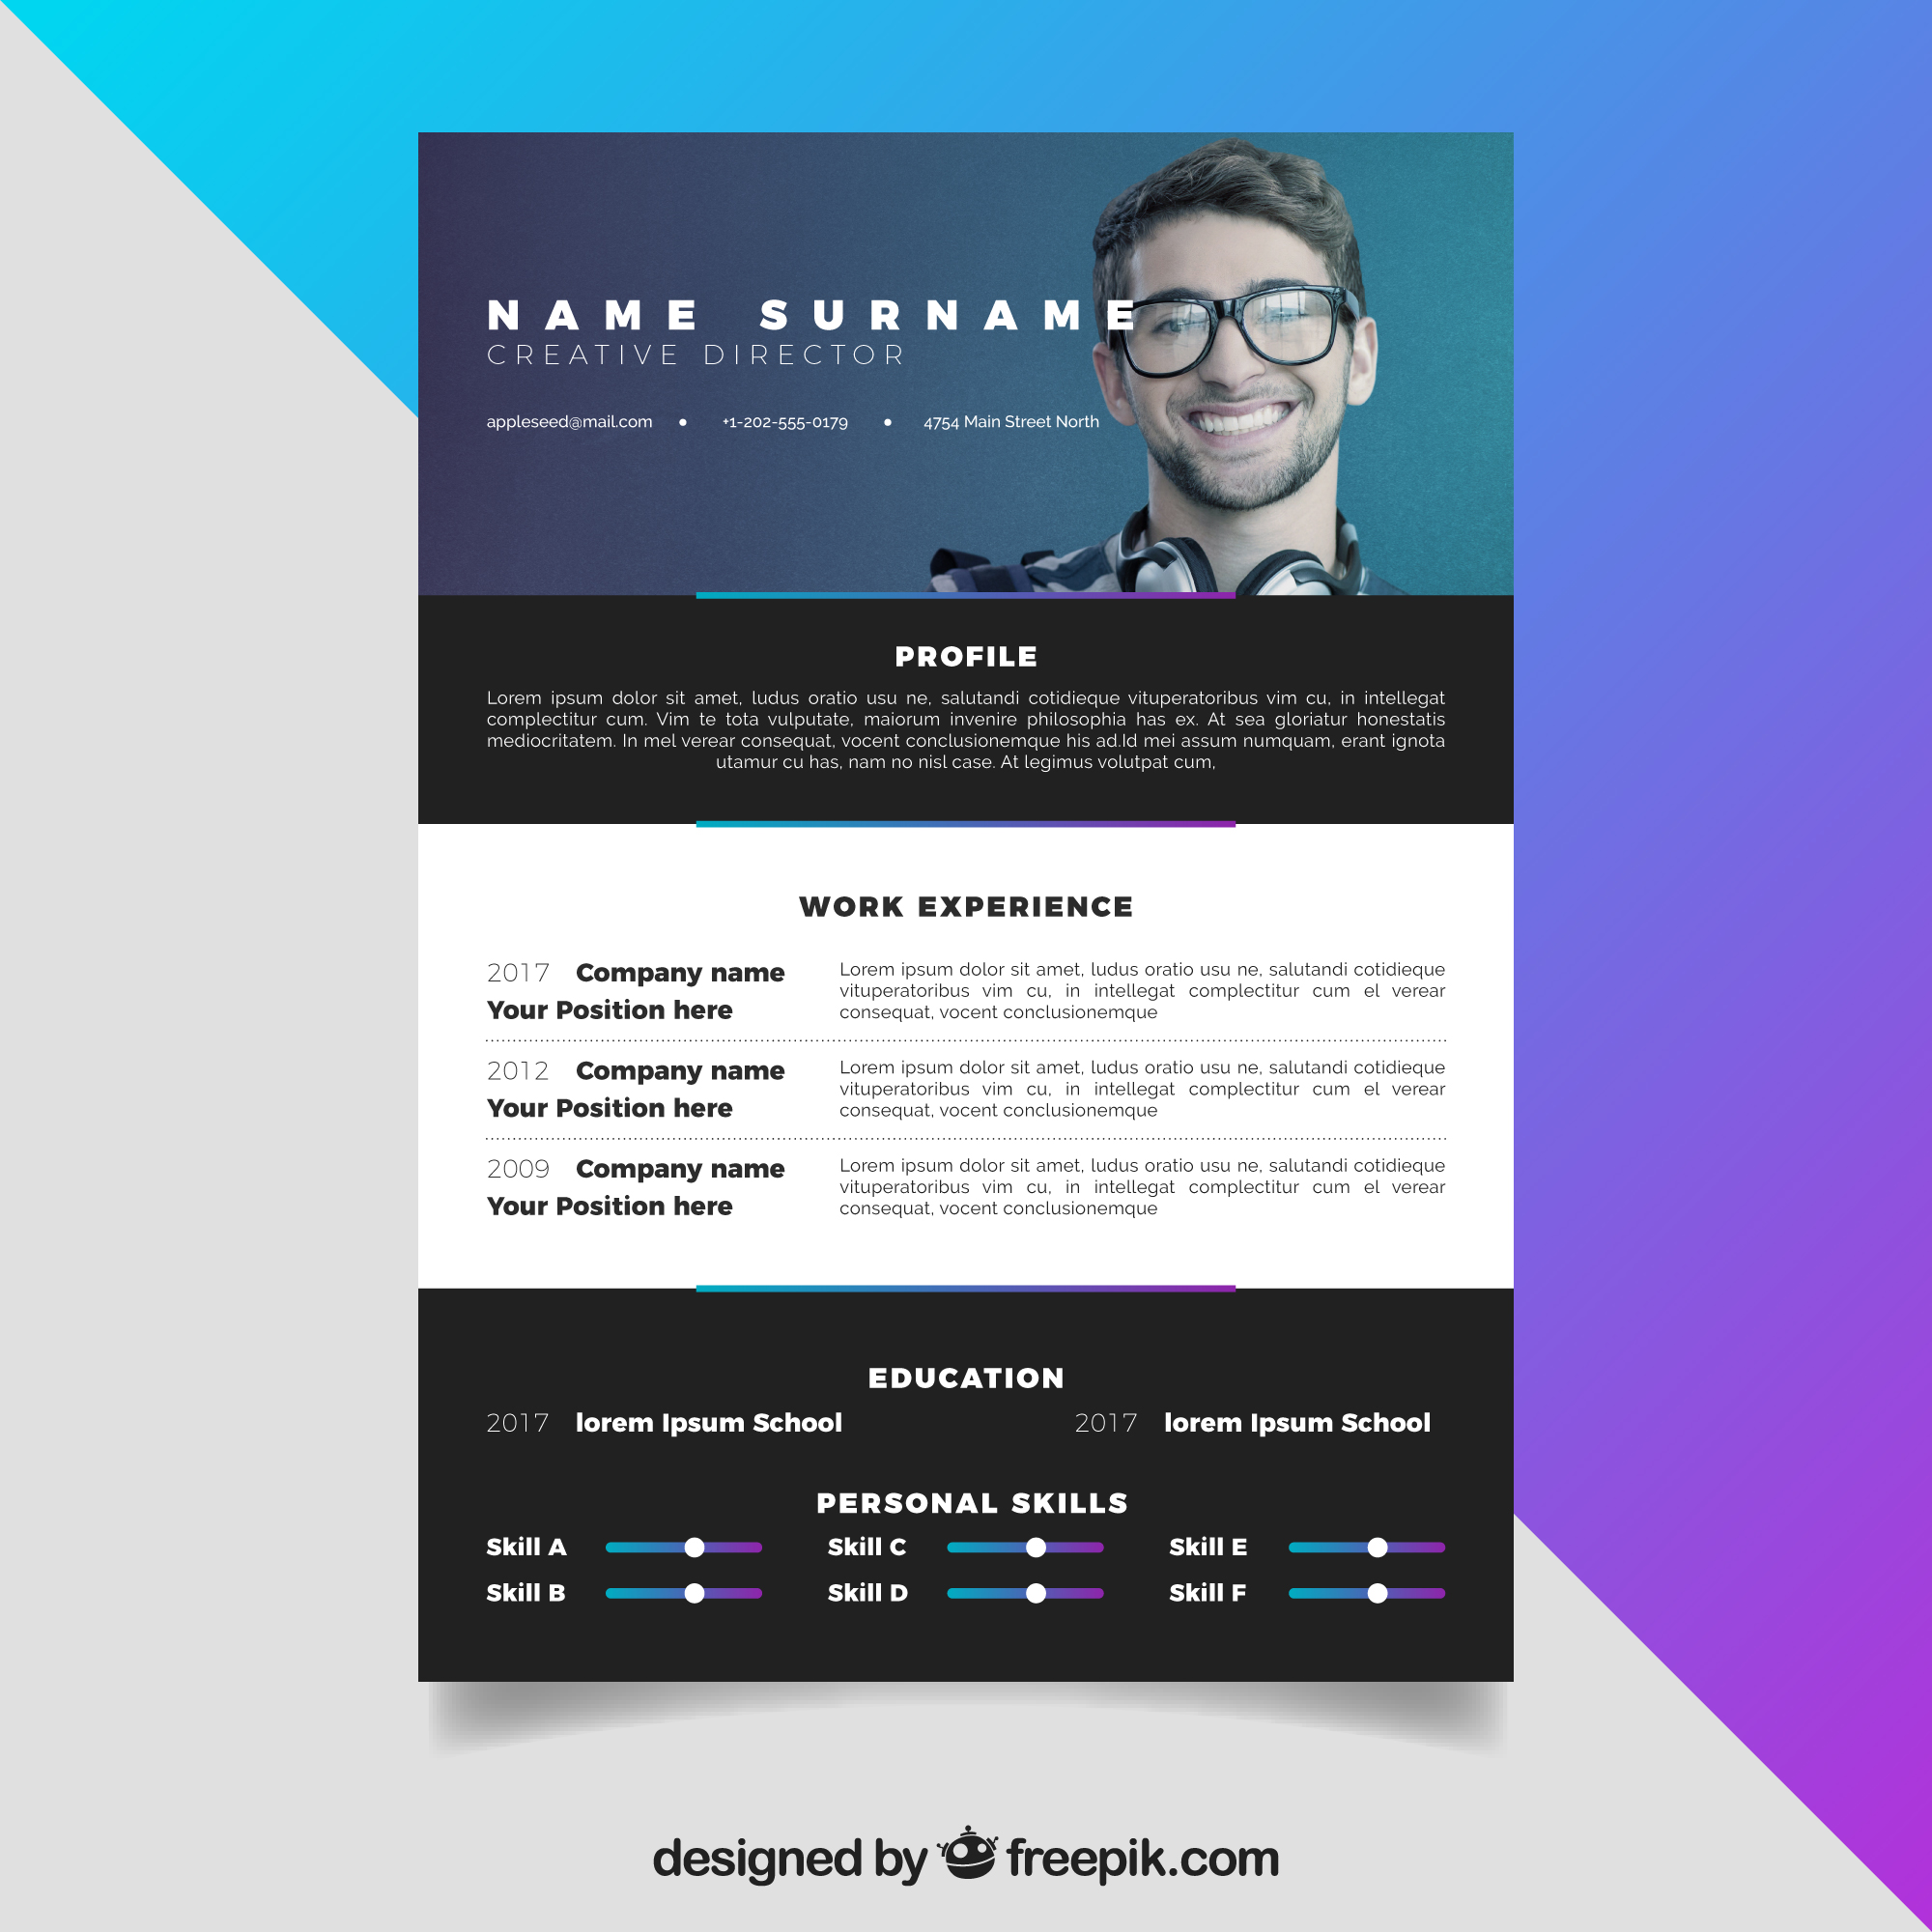 NAME SURNAME
CREATIVE DIRECTOR
appleseed@mail.com • +1-202-555-0179 • 4754 Main Street North
PROFILE
Lorem ipsum dolor sit amet, ludus oratio usu ne, salutandi cotidieque vituperatoribus vim cu, in intellegat
complectitur cum. Vim te tota vulputate, maiorum invenire philosophia has ex. At sea gloriatur honestatis
mediocritatem. In mel verear consequat, vocent conclusionemque his ad.Id mei assum numquam, erant ignota
utamur cu has, nam no nisl case. At legimus volutpat cum,
WORK EXPERIENCE
2017 Company name
Your Position here
Lorem ipsum dolor sit amet, ludus oratio usu ne, salutandi cotidieque
vituperatoribus vim cu, in intellegat complectitur cum el verear
consequat, vocent conclusionemque
2012 Company name
Your Position here
Lorem ipsum dolor sit amet, ludus oratio usu ne, salutandi cotidieque
vituperatoribus vim cu, in intellegat complectitur cum el verear
consequat, vocent conclusionemque
2009 Company name
Your Position here
Lorem ipsum dolor sit amet, ludus oratio usu ne, salutandi cotidieque
vituperatoribus vim cu, in intellegat complectitur cum el verear
consequat, vocent conclusionemque
EDUCATION
2017 lorem Ipsum School
2017 lorem Ipsum School
PERSONAL SKILLS
Skill A
Skill B
Skill C
Skill D
Skill E
Skill F
designed by freepik.com